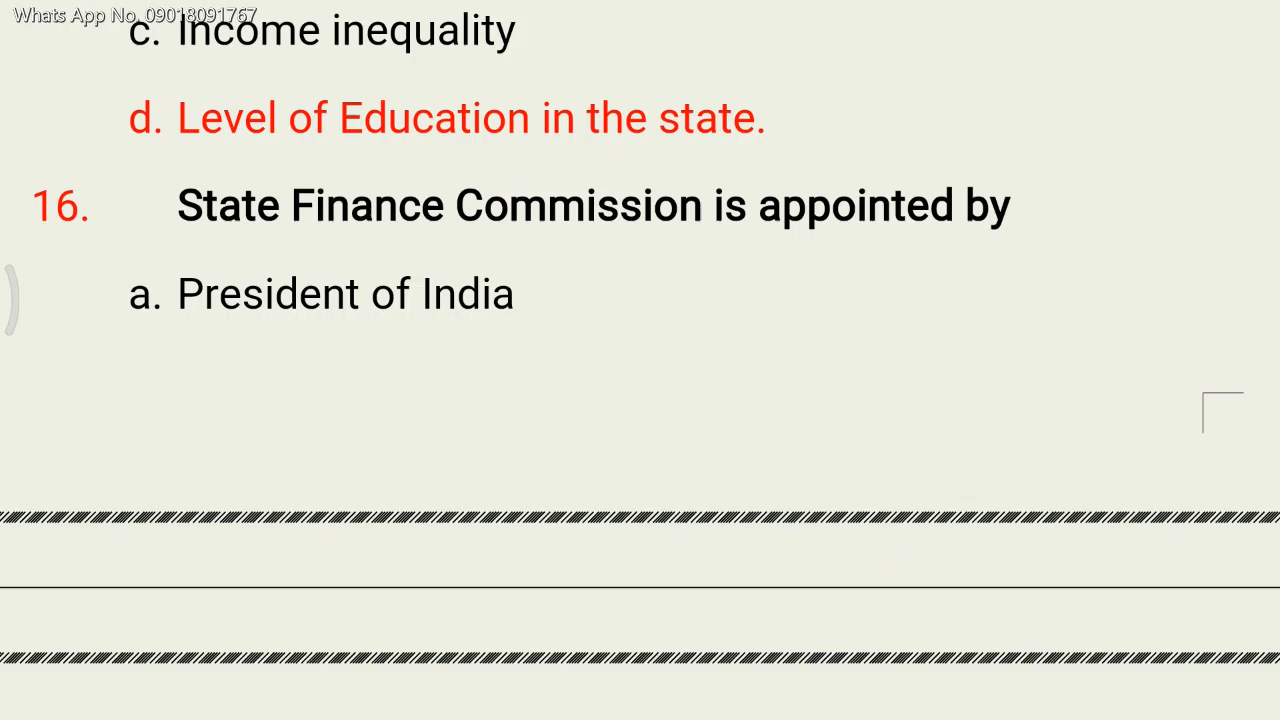 Whats App No. 09018091767
c. Income inequality
d. Level of Education in the state.
16. State Finance Commission is appointed by
a. President of India